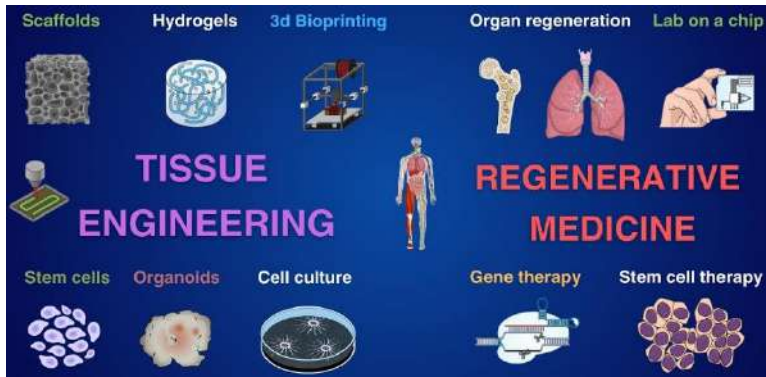 Scaffolds
Hydrogels
3d Bioprinting
Organ regeneration
Lab on a chip
TISSUE
ENGINEERING
REGENERATIVE
MEDICINE
Stem cells
Organoids
Cell culture
Gene therapy
Stem cell therapy